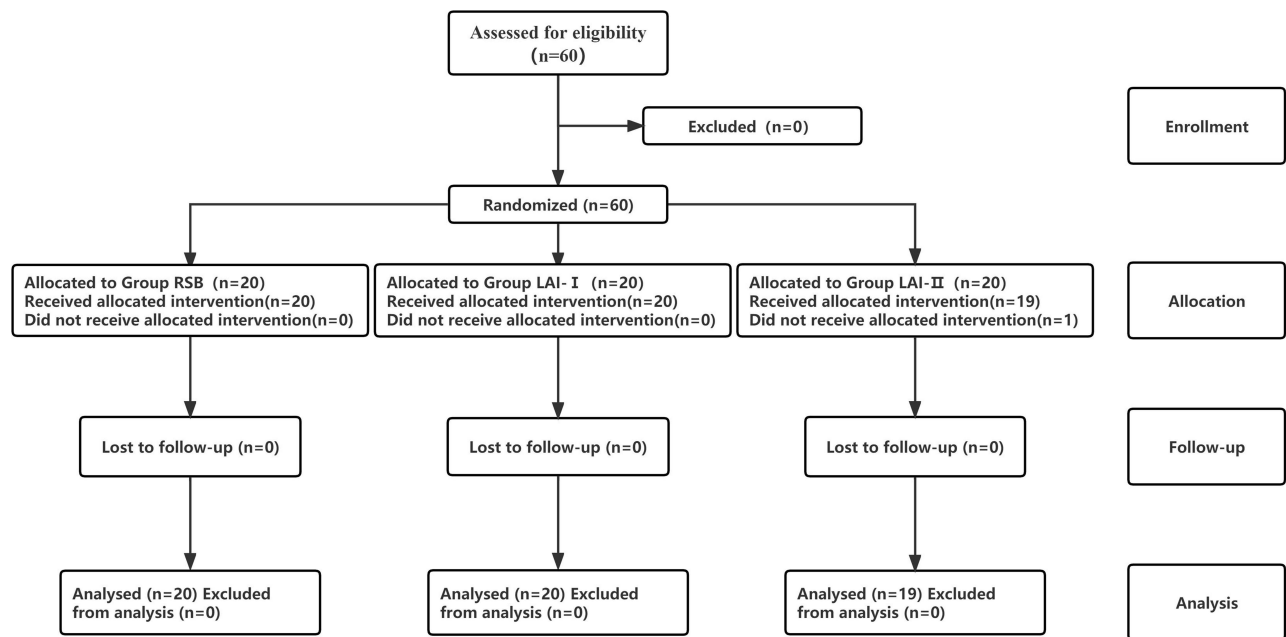 Assessed for eligibility
(n=60)
Excluded (n=0)
Enrollment
Randomized (n=60)
Allocated to Group RSB (n=20)
Received allocated intervention(n=20)
Did not receive allocated intervention(n=0)
Allocated to Group LAI-Ⅰ (n=20)
Received allocated intervention(n=20)
Did not receive allocated intervention(n=0)
Allocated to Group LAI-Ⅱ (n=20)
Received allocated intervention(n=19)
Did not receive allocated intervention(n=1)
Allocation
Lost to follow-up (n=0)
Lost to follow-up (n=0)
Lost to follow-up (n=0)
Follow-up
Analysed (n=20) Excluded
from analysis (n=0)
Analysed (n=20) Excluded
from analysis (n=0)
Analysed (n=19) Excluded
from analysis (n=0)
Analysis